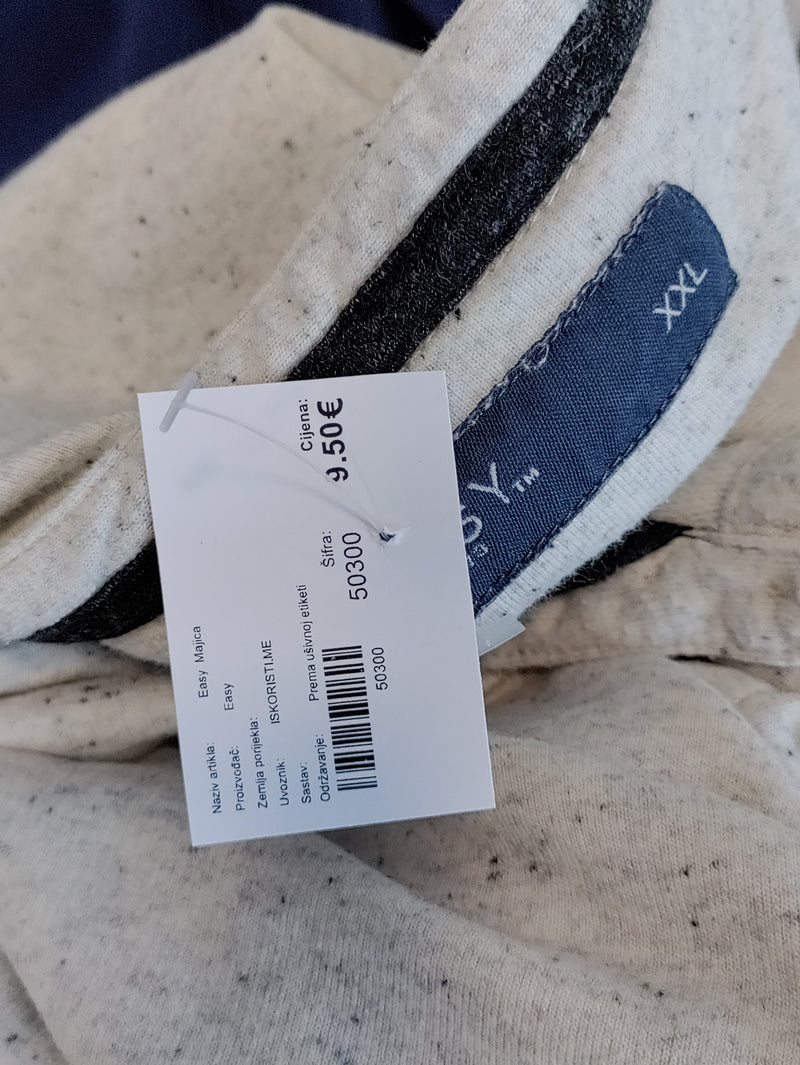 Naziv artikla: Easy Majica
Proizvođač: Easy
Zemlja porijekla:
Uvoznik: ISKORISTI.ME
Sastav:
Održavanje: Prema ušivnoj etiketi
Šifra: Cijena:
50300 9.50€
50300
SY™
XXL